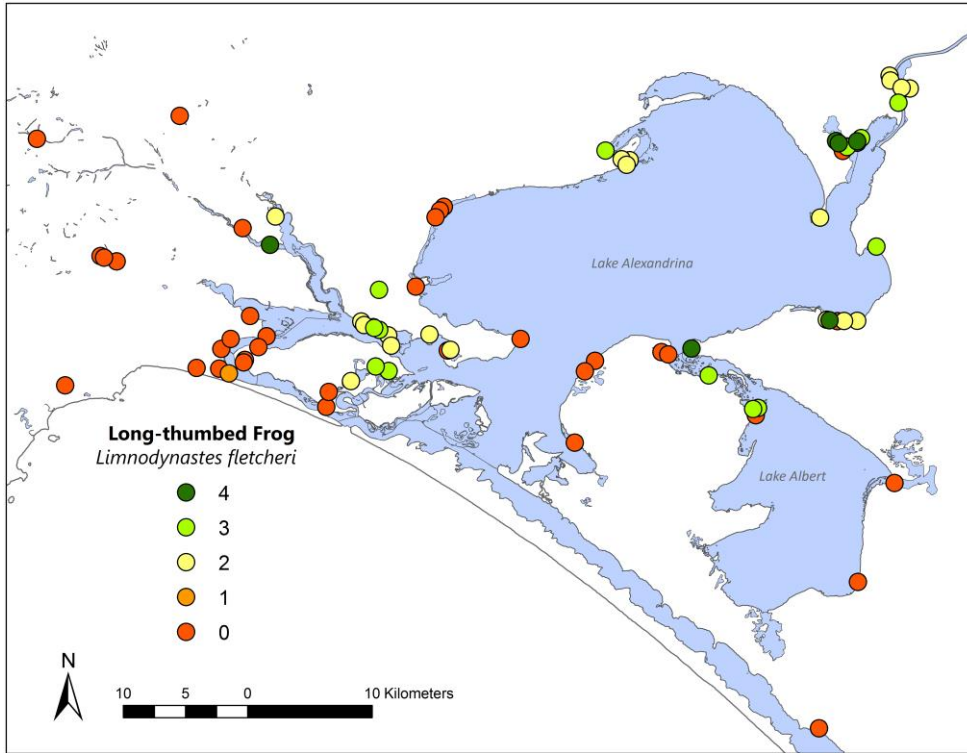 Lake Alexandrina
Long-thumbed Frog
Limnodynastes fletcheri
Lake Albert
4
3
2
1
0
N
10 5 0 10 Kilometers